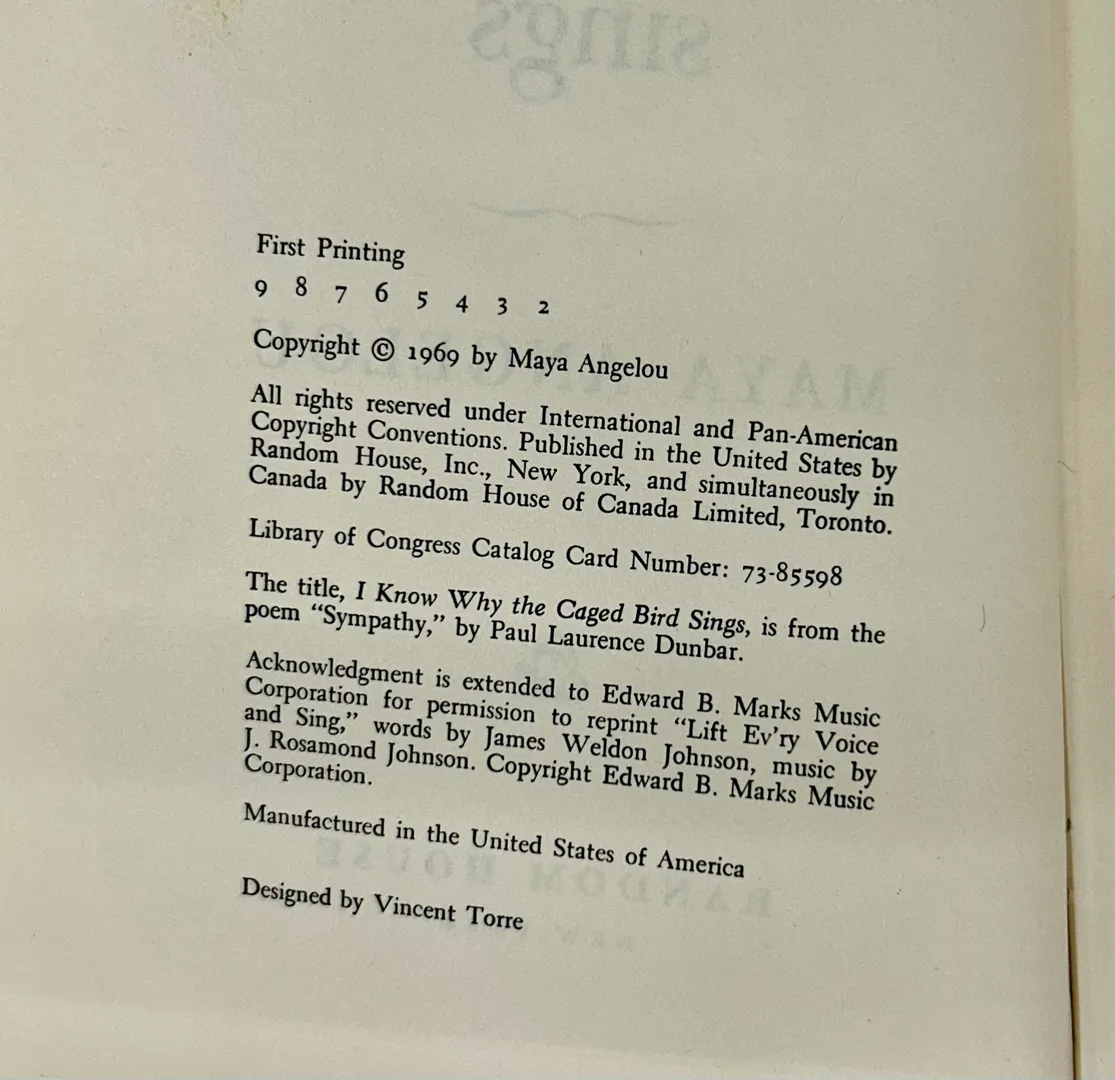 sings
First Printing
9 8 7 6 5 4 3 2
MAYA ANGELOU
Copyright © 1969 by Maya Angelou
All rights reserved under International and Pan-American
Copyright Conventions. Published in the United States by
Random House, Inc., New York, and simultaneously in
Canada by Random House of Canada Limited, Toronto.
Library of Congress Catalog Card Number: 73-85598
The title, I Know Why the Caged Bird Sings, is from the
poem “Sympathy,” by Paul Laurence Dunbar.
Acknowledgment is extended to Edward B. Marks Music
Corporation for permission to reprint “Lift Ev’ry Voice
and Sing,” words by James Weldon Johnson, music by
J. Rosamond Johnson. Copyright Edward B. Marks Music
Corporation.
Manufactured in the United States of America
RANDOM HOUSE
Designed by Vincent Torre
NEW